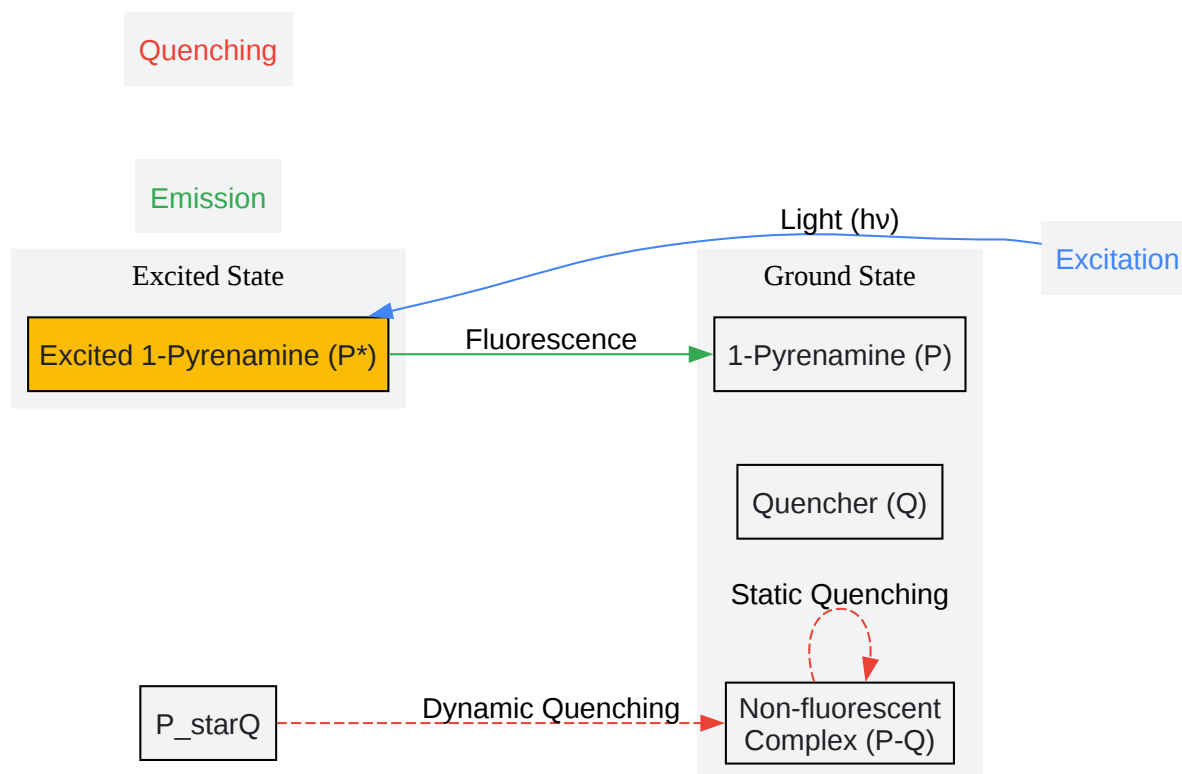 Quenching
Emission
Light (hν)
Excitation
Excited State
Ground State
Excited 1-Pyrenamine (P*)
Fluorescence
1-Pyrenamine (P)
Quencher (Q)
Static Quenching
P_starQ
Dynamic Quenching
Non-fluorescent
Complex (P-Q)